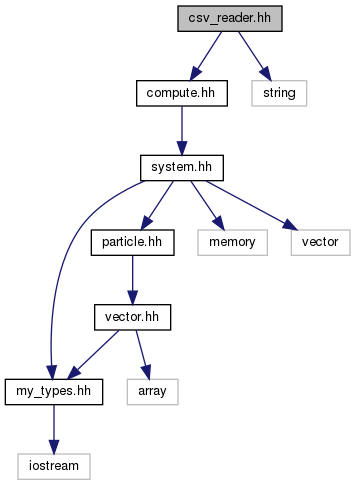 csv_reader.hh
compute.hh
string
system.hh
particle.hh
memory
vector
vector.hh
my_types.hh
array
iostream